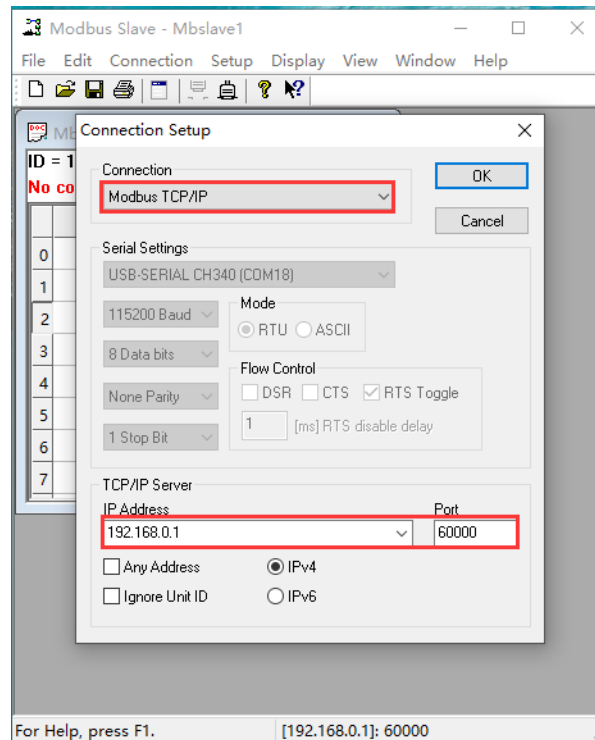 Modbus Slave - Mbslave1
File Edit Connection Setup Display View Window Help
Mb
Connection Setup
ID = 1
No co
Connection
Modbus TCP/IP
OK
Cancel
Serial Settings
USB-SERIAL CH340 (COM18)
115200 Baud
Mode
RTU ASCII
8 Data bits
Flow Control
DSR CTS RTS Toggle
None Parity
1 [ms] RTS disable delay
1 Stop Bit
0
1
2
3
4
5
6
7
TCP/IP Server
IP Address Port
192.168.0.1 60000
Any Address IPv4
Ignore Unit ID IPv6
For Help, press F1. [192.168.0.1]: 60000